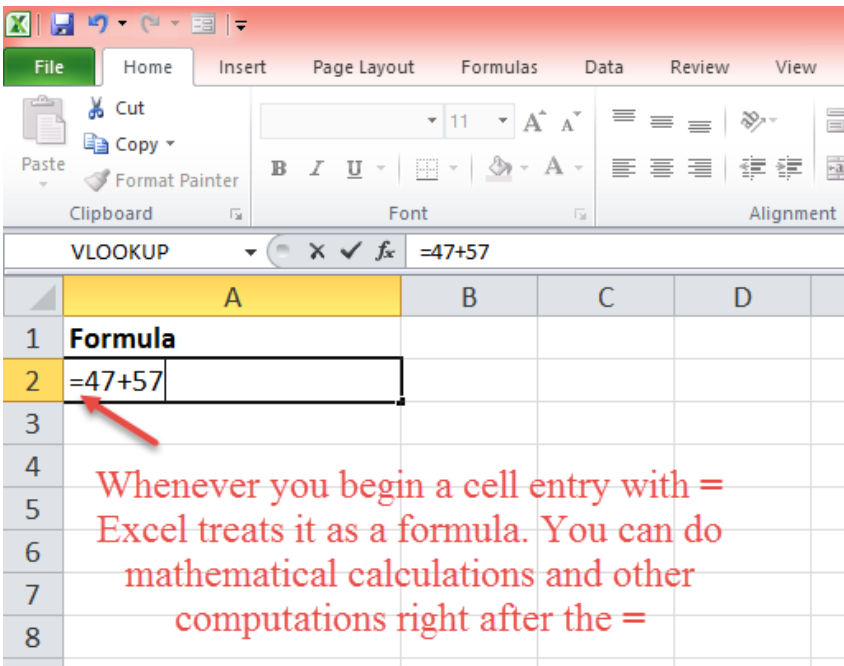 File Home Insert Page Layout Formulas Data Review View
Cut
Copy
Paste
Format Painter
11 A A
B I U A
Clipboard Font Alignment
VLOOKUP fx =47+57
A B C D
1 Formula
2 =47+57
3
4
5
6
7
8
Whenever you begin a cell entry with =
Excel treats it as a formula. You can do
mathematical calculations and other
computations right after the =